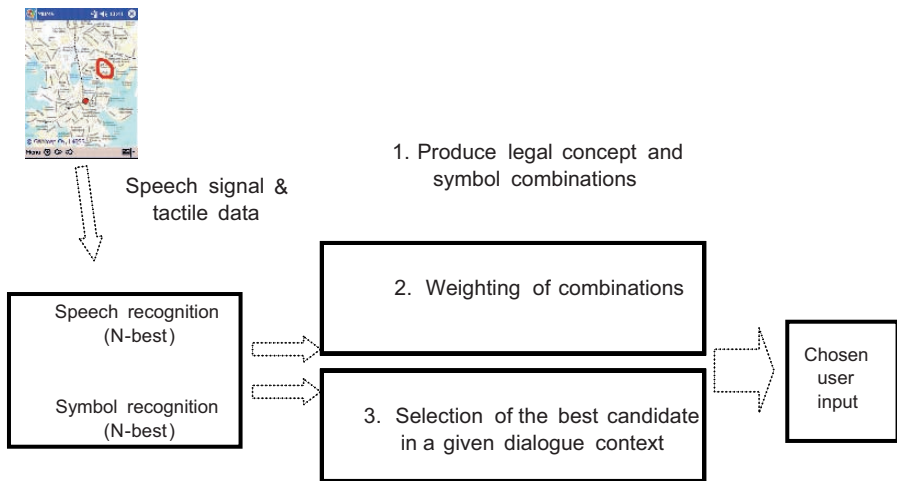 Speech signal &
tactile data
1. Produce legal concept and
symbol combinations
Speech recognition
(N-best)
Symbol recognition
(N-best)
2. Weighting of combinations
3. Selection of the best candidate
in a given dialogue context
Chosen
user
input
Menu